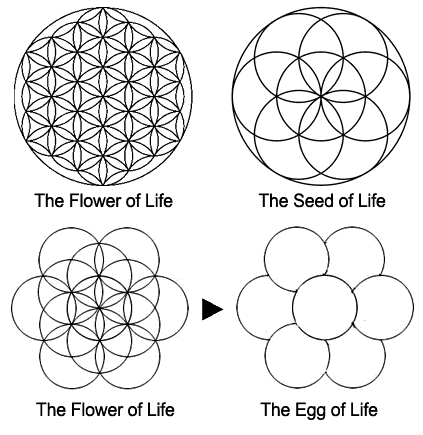 The Flower of Life
The Seed of Life
The Flower of Life
The Egg of Life